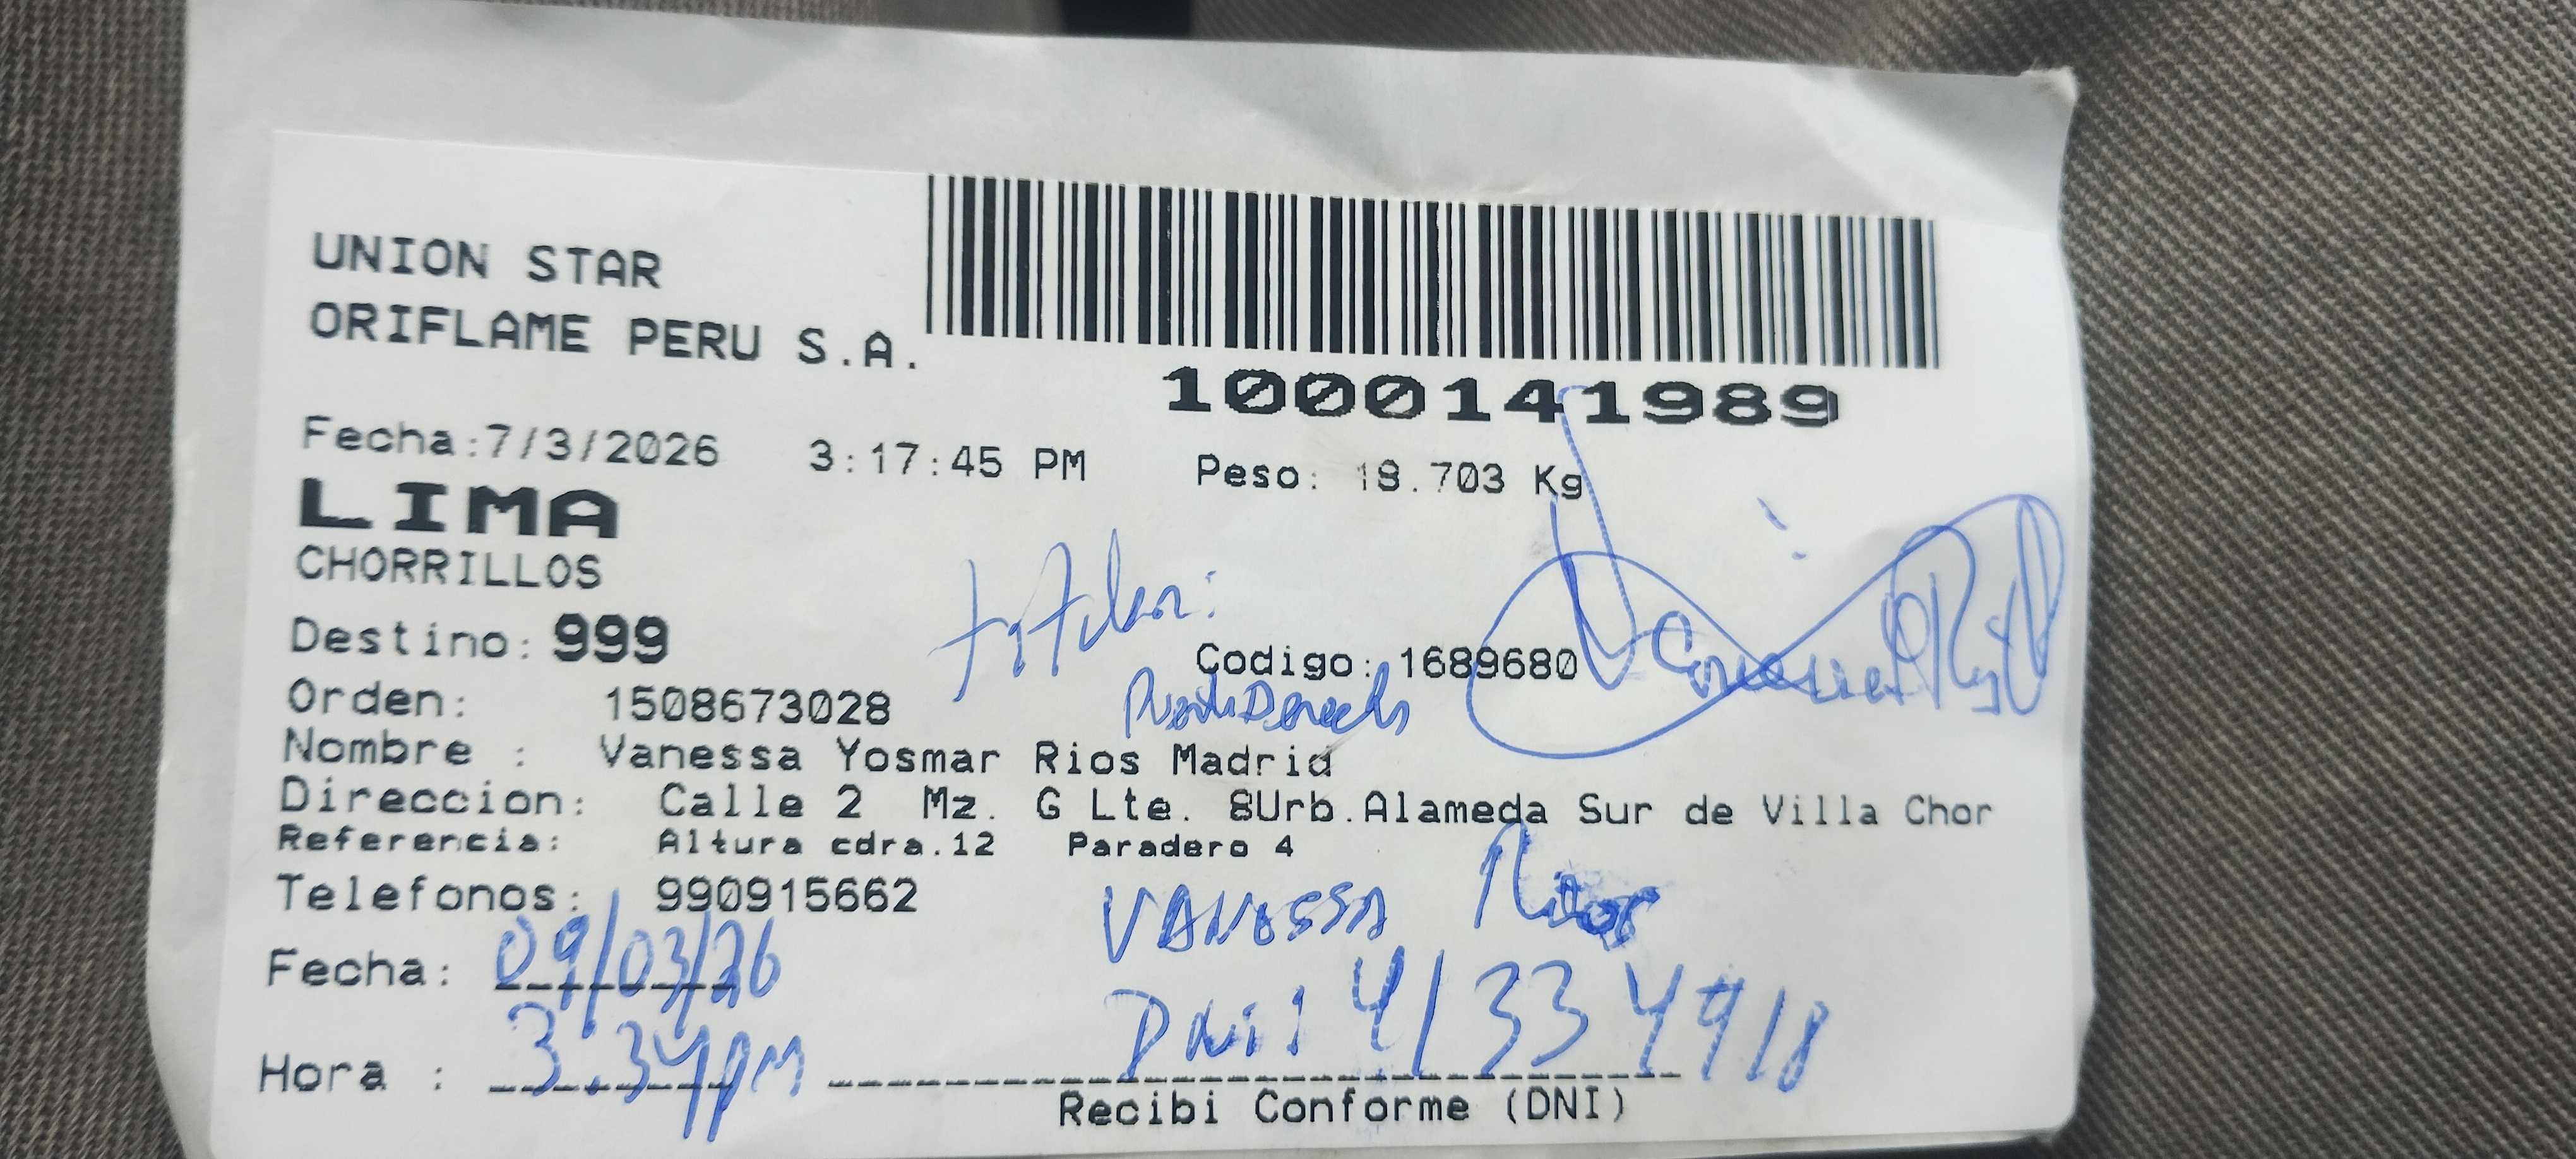 UNION STAR
ORIFLAME PERU S.A.
1000141989
Fecha:7/3/2026 3:17:45 PM Peso: 18.703 Kg
LIMA
CHORRILLOS
titular:
Destino: 999 Codigo: 1689680
Orden: 1508673028
Nombre : Vanessa Yosmar Rios Madrid
Direccion: Calle 2 Mz. G Lte. 8Urb.Alameda Sur de Villa Chor
Referencia: Altura cdra.12 Paradero 4
Telefonos: 990915662
VANESSA Rios
Fecha: 09/03/26
DNI: 41334918
Hora : 3:34pm
Recibi Conforme (DNI)